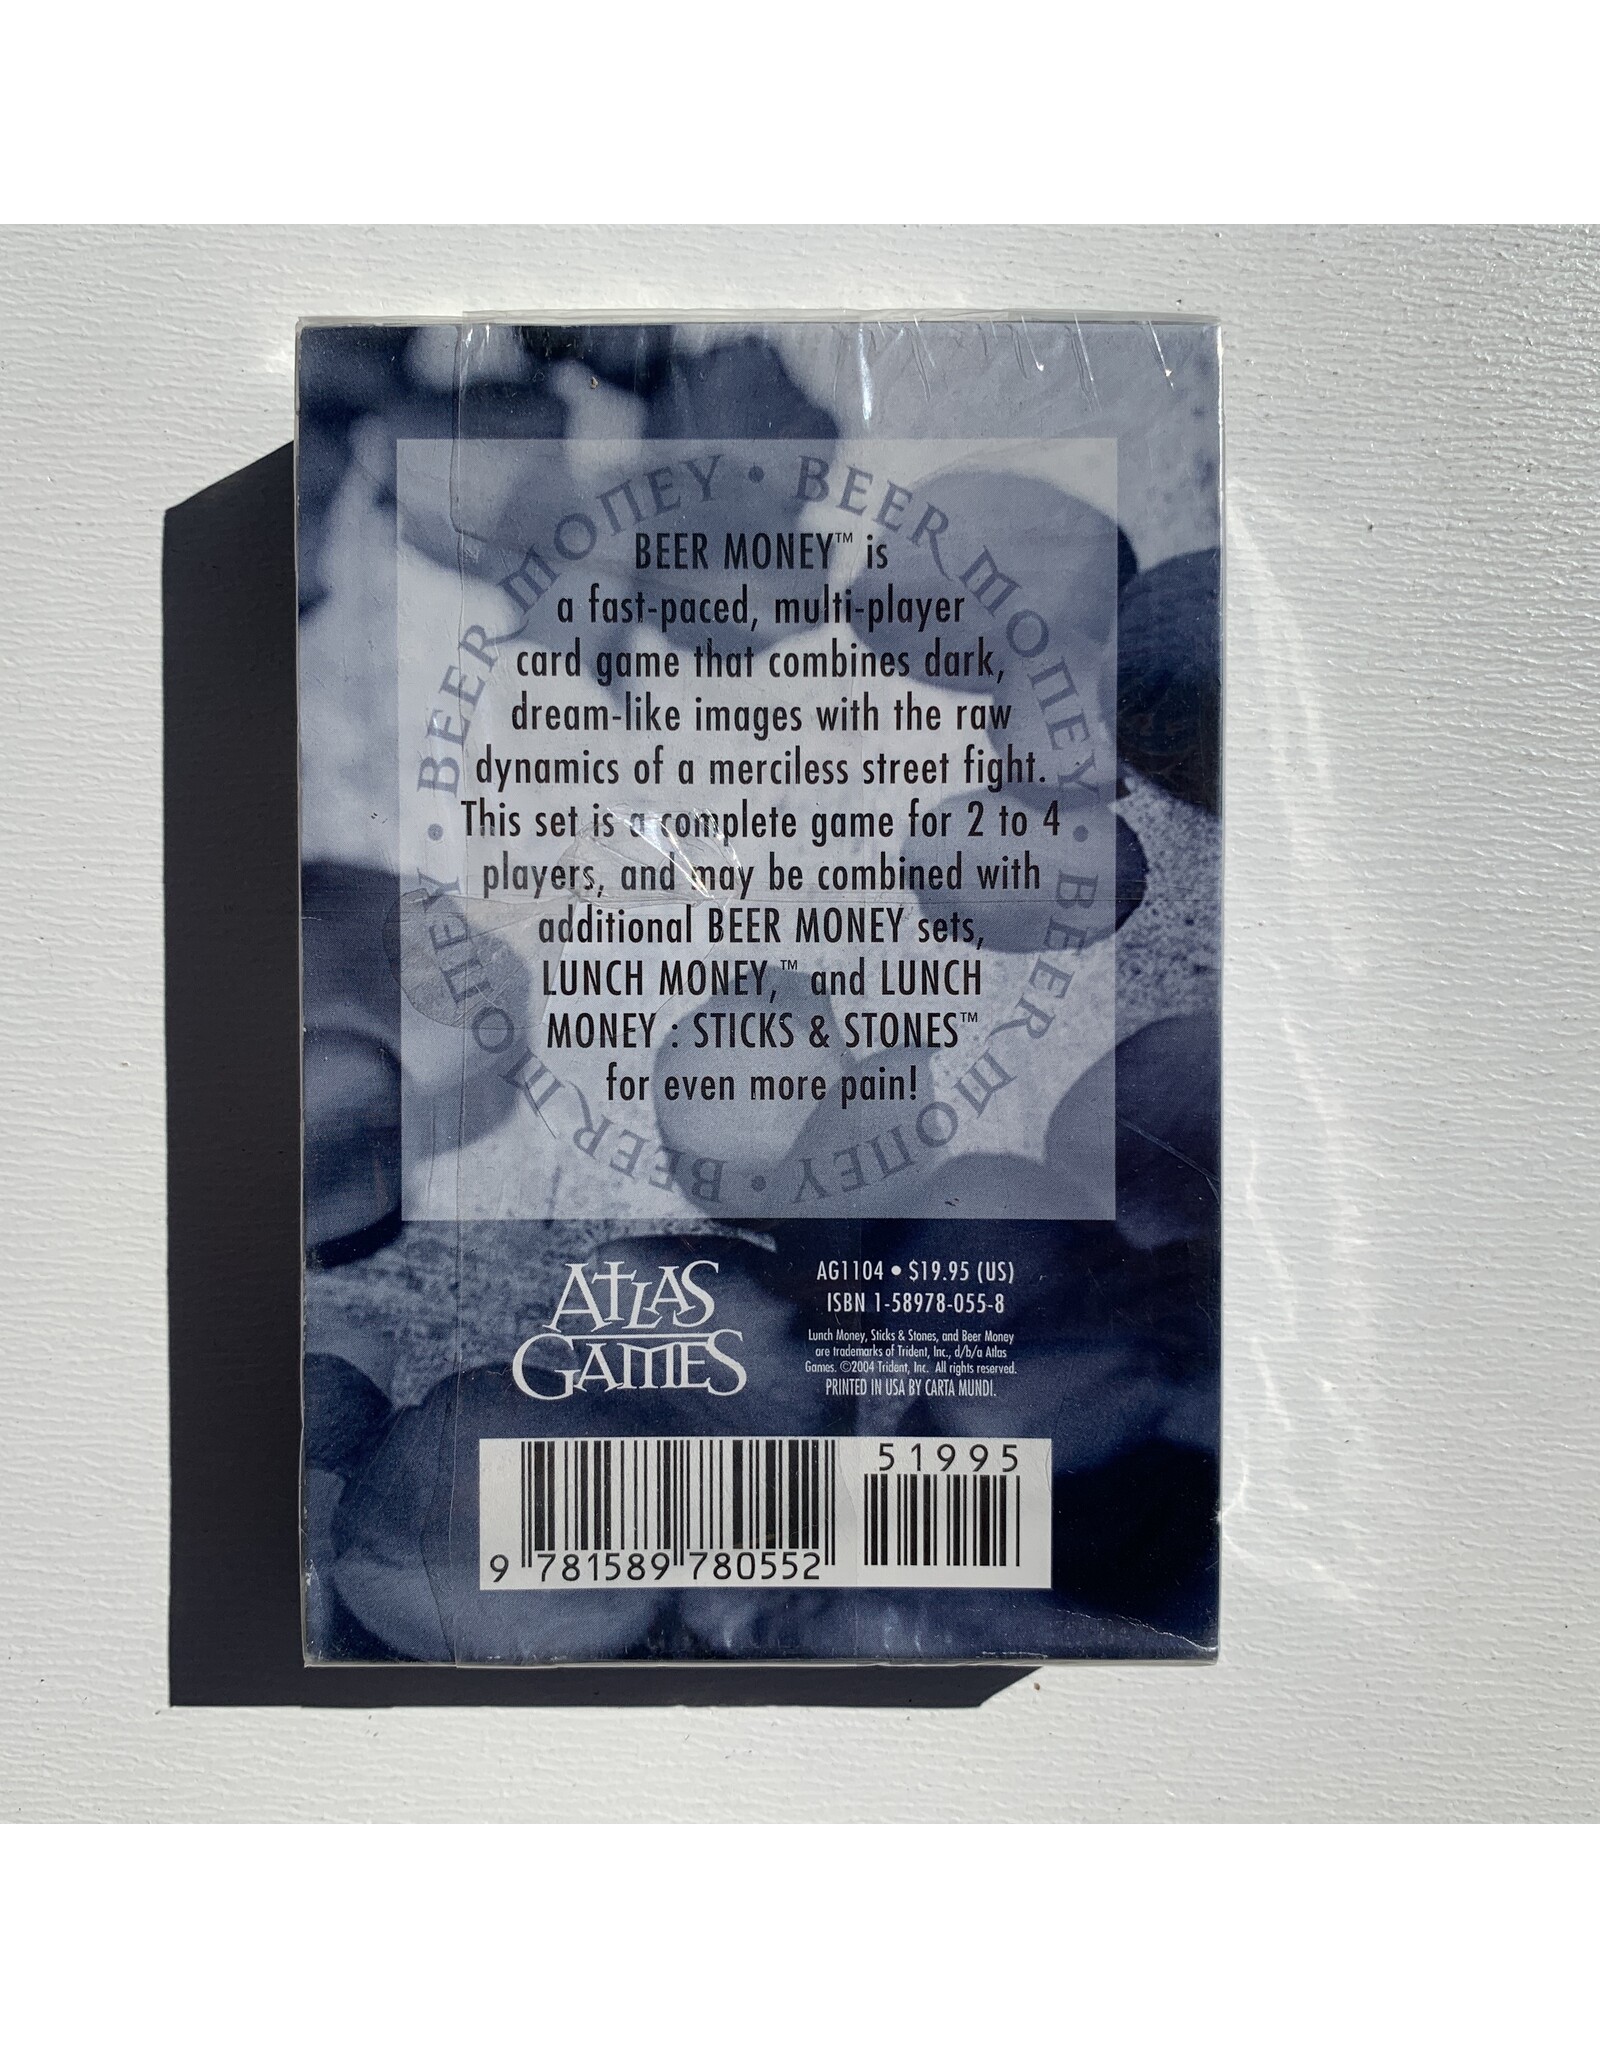 BEER MONEY • BEER MONEY • BEER MONEY • BEER MONEY •
BEER MONEY™ is
a fast-paced, multi-player
card game that combines dark,
dream-like images with the raw
dynamics of a merciless street fight.
This set is a complete game for 2 to 4
players, and may be combined with
additional BEER MONEY sets,
LUNCH MONEY,™ and LUNCH
MONEY : STICKS & STONES™
for even more pain!
ATLAS
GAMES
AG1104 • $19.95 (US)
ISBN 1-58978-055-8
Lunch Money, Sticks & Stones, and Beer Money
are trademarks of Trident, Inc., d/b/a Atlas
Games. ©2004 Trident, Inc. All rights reserved.
PRINTED IN USA BY CARTA MUNDI.
51995
9 781589 780552